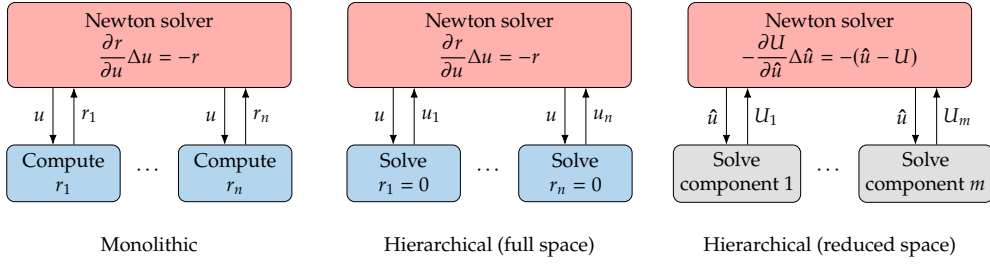 Newton solver
∂r/∂u Δu = −r
u
r₁
u
rₙ
Compute
r₁
...
Compute
rₙ
Monolithic
Newton solver
∂r/∂u Δu = −r
u
u₁
u
uₙ
Solve
r₁ = 0
...
Solve
rₙ = 0
Hierarchical (full space)
Newton solver
−∂U/∂û Δû = −(û − U)
û
U₁
û
Uₘ
Solve
component 1
...
Solve
component m
Hierarchical (reduced space)